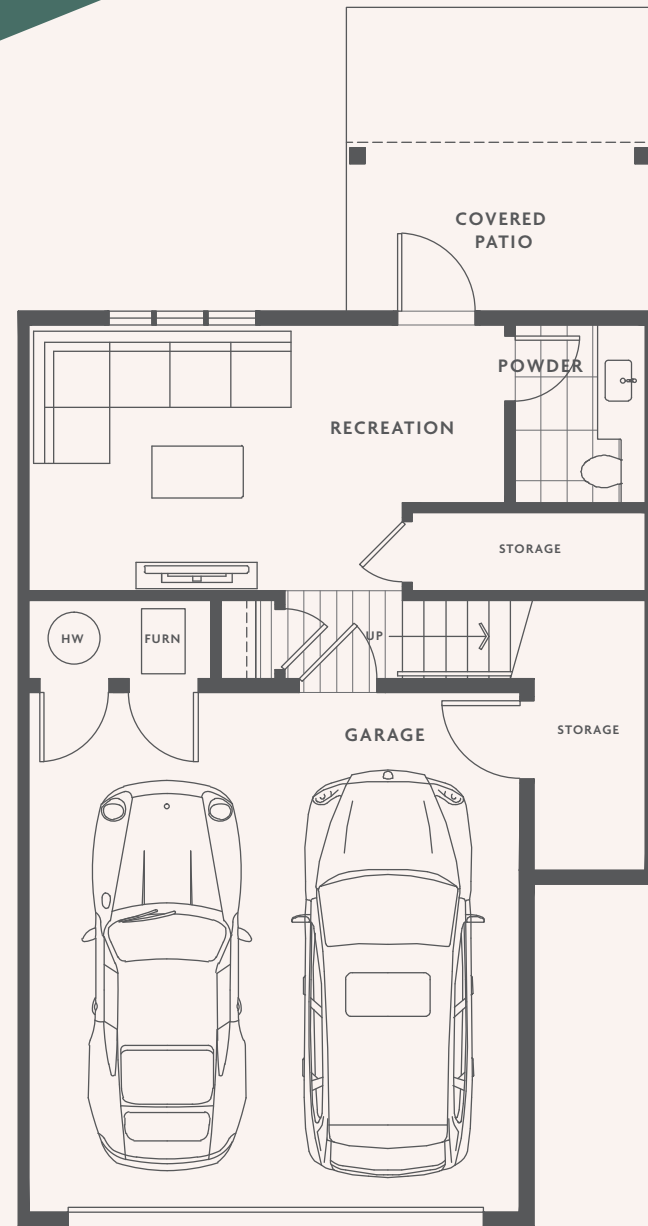 COVERED
PATIO
POWDER
RECREATION
STORAGE
HW
FURN
UP
GARAGE
STORAGE